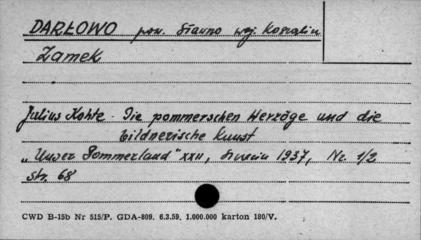 DARŁOWO pow. Sławno woj. Koszalin
Zamek
Julius Kohte. Die pommerschen Herzöge und die
bildnerische Kunst
„Unser Pommerland" XXII, 1937, Nr. 1/2
str. 68
CWD B-15b Nr 515/P. GDA-809. 6.3.59. 1.000.000 karton 180/V.